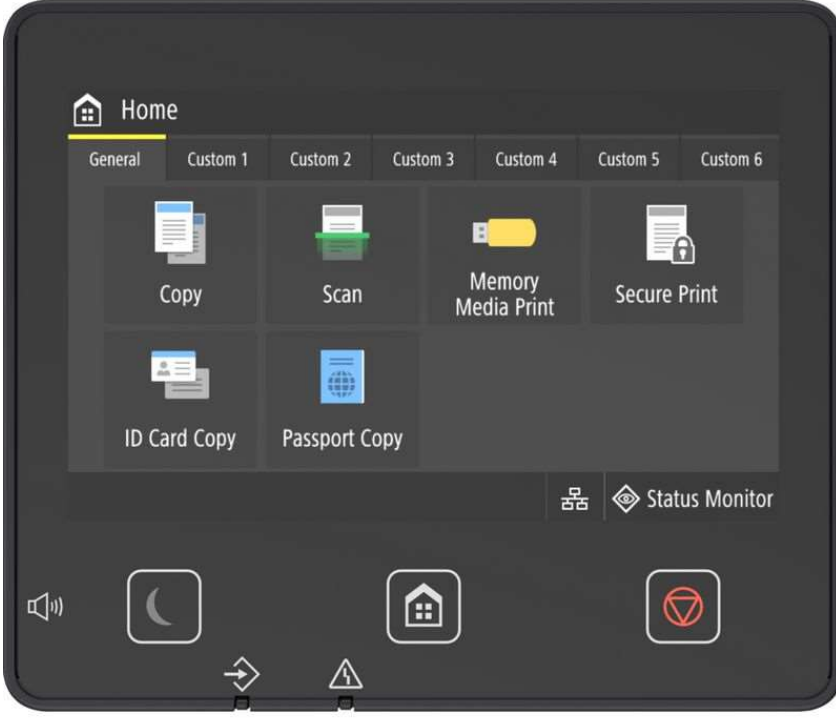 Home
General Custom 1 Custom 2 Custom 3 Custom 4 Custom 5 Custom 6
Copy
Scan
Memory
Media Print
Secure Print
ID Card Copy
Passport Copy
Status Monitor